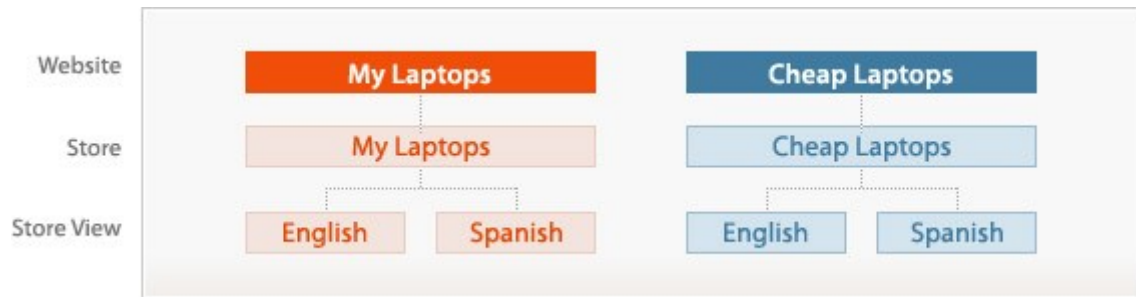 Website
My Laptops
Cheap Laptops
Store
My Laptops
Cheap Laptops
Store View
English
Spanish
English
Spanish